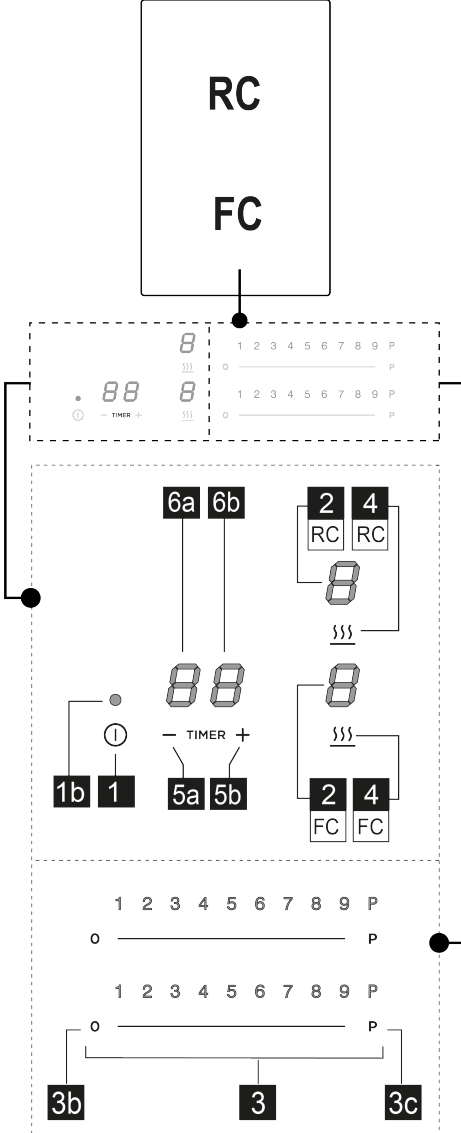 RC
FC
8
1 2 3 4 5 6 7 8 9 P
0 P
88 8
1 2 3 4 5 6 7 8 9 P
− TIMER + 0 P
6a 6b 2 4
RC RC
8
88 8
− TIMER +
1b 1 5a 5b 2 4
FC FC
1 2 3 4 5 6 7 8 9 P
0 P
1 2 3 4 5 6 7 8 9 P
0 P
3b 3 3c